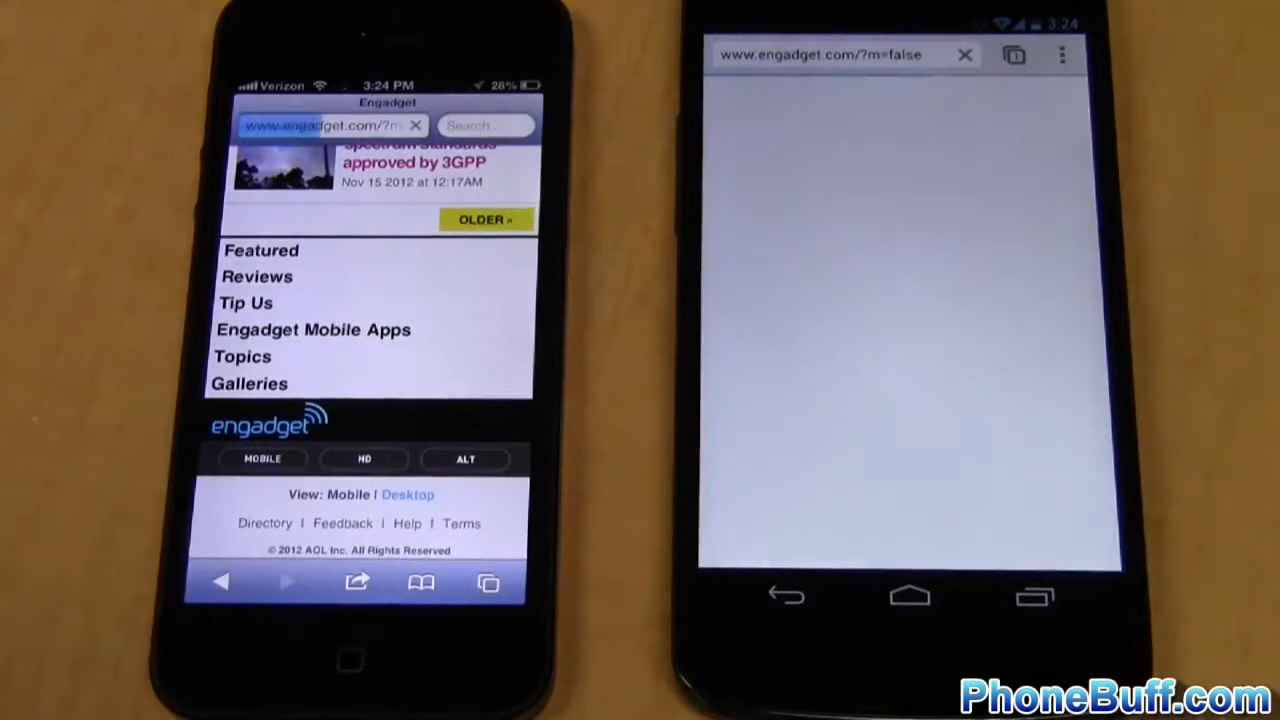 Verizon 3:24 PM 28%
Engadget
www.engadget.com/?m
Search
spectrum standards
approved by 3GPP
Nov 15 2012 at 12:17AM
OLDER »
Featured
Reviews
Tip Us
Engadget Mobile Apps
Topics
Galleries
engadget
MOBILE HD ALT
View: Mobile | Desktop
Directory | Feedback | Help | Terms
© 2012 AOL Inc. All Rights Reserved
3:24
www.engadget.com/?m=false
1
PhoneBuff.com